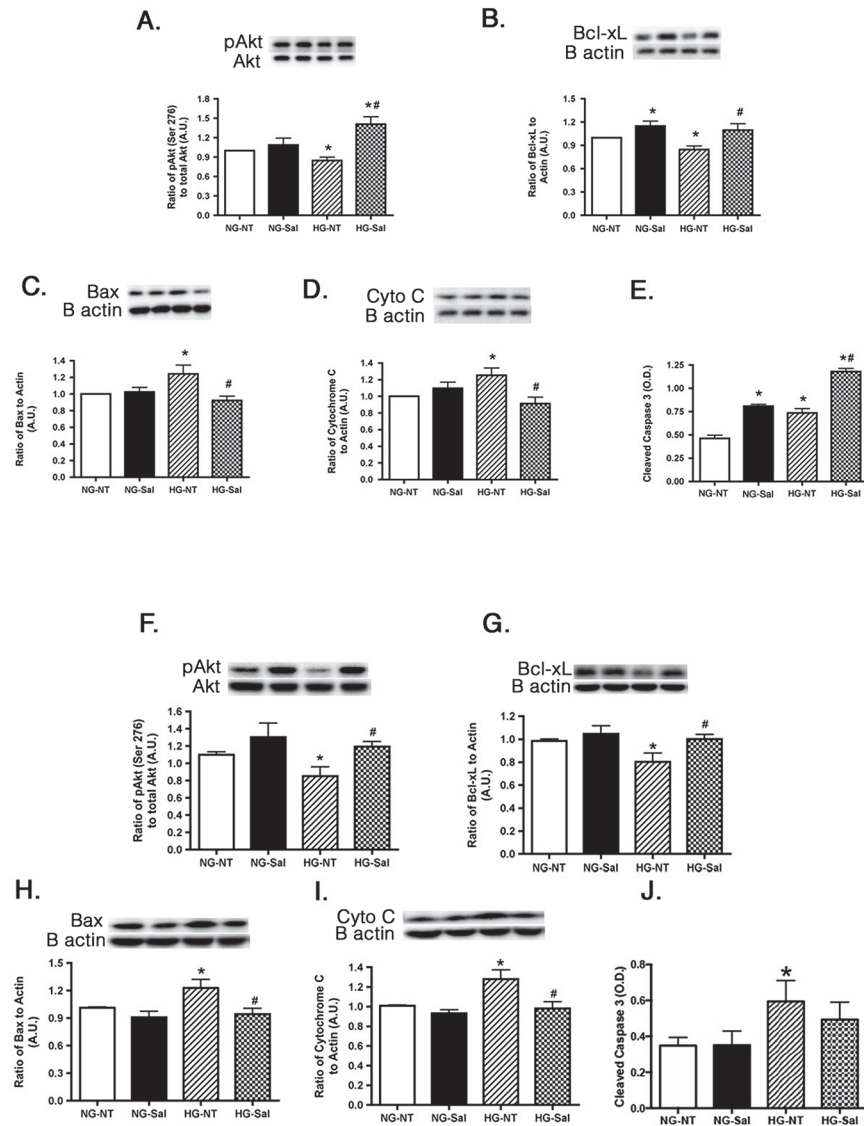 A.
pAkt
Akt
Ratio of pAkt (Ser 276)
to total Akt (A.U.)
1.8
1.5
1.2
0.9
0.6
0.3
0.0
*
*#
NG-NT NG-Sal HG-NT HG-Sal
B.
Bcl-xL
B actin
Ratio of Bcl-xL to
Actin (A.U.)
1.5
1.2
0.9
0.6
0.3
0.0
*
*
#
NG-NT NG-Sal HG-NT HG-Sal
C.
Bax
B actin
Ratio of Bax to Actin
(A.U.)
1.4
1.2
1.0
0.8
0.6
0.4
0.2
0.0
*
#
NG-NT NG-Sal HG-NT HG-Sal
D.
Cyto C
B actin
Ratio of Cytochrome C
to Actin (A.U.)
1.4
1.2
1.0
0.8
0.6
0.4
0.2
0.0
*
#
NG-NT NG-Sal HG-NT HG-Sal
E.
Cleaved Caspase 3 (O.D.)
1.25
1.00
0.75
0.50
0.25
0.00
*
*
*#
NG-NT NG-Sal HG-NT HG-Sal
F.
pAkt
Akt
Ratio of pAkt (Ser 276)
to total Akt (A.U.)
1.6
1.4
1.2
1.0
0.8
0.6
0.4
0.2
0.0
*
#
NG-NT NG-Sal HG-NT HG-Sal
G.
Bcl-xL
B actin
Ratio of Bcl-xL to Actin
(A.U.)
1.2
1.0
0.8
0.6
0.4
0.2
0.0
*
#
NG-NT NG-Sal HG-NT HG-Sal
H.
Bax
B actin
Ratio of Bax to Actin
(A.U.)
1.5
1.2
0.9
0.6
0.3
0.0
*
#
NG-NT NG-Sal HG-NT HG-Sal
I.
Cyto C
B actin
Ratio of Cytochrome C
to Actin (A.U.)
1.4
1.2
1.0
0.8
0.6
0.4
0.2
0.0
*
#
NG-NT NG-Sal HG-NT HG-Sal
J.
Cleaved Caspase 3 (O.D.)
0.8
0.6
0.4
0.2
0.0
*
NG-NT NG-Sal HG-NT HG-Sal